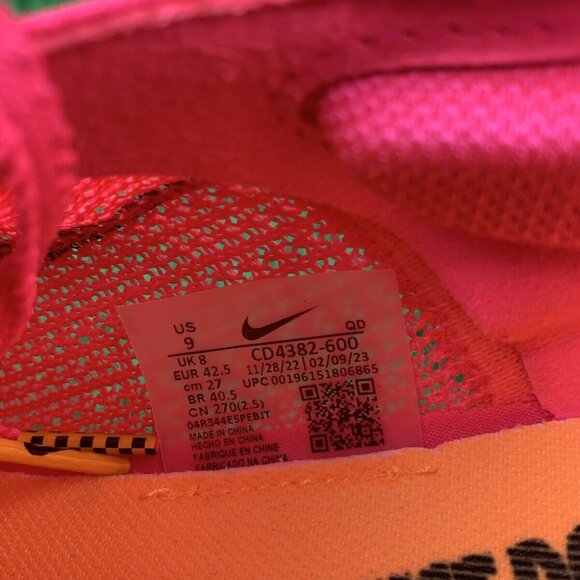 US
9
UK 8
EUR 42.5
cm 27
BR 40.5
CN 270(2.5)
QD
CD4382-600
11/28/22 | 02/09/23
UPC 00196151806865
04R344E5PEBJT
MADE IN CHINA
HECHO EN CHINA
FABRIQUE EN CHINE
FABRICADO NA CHINA